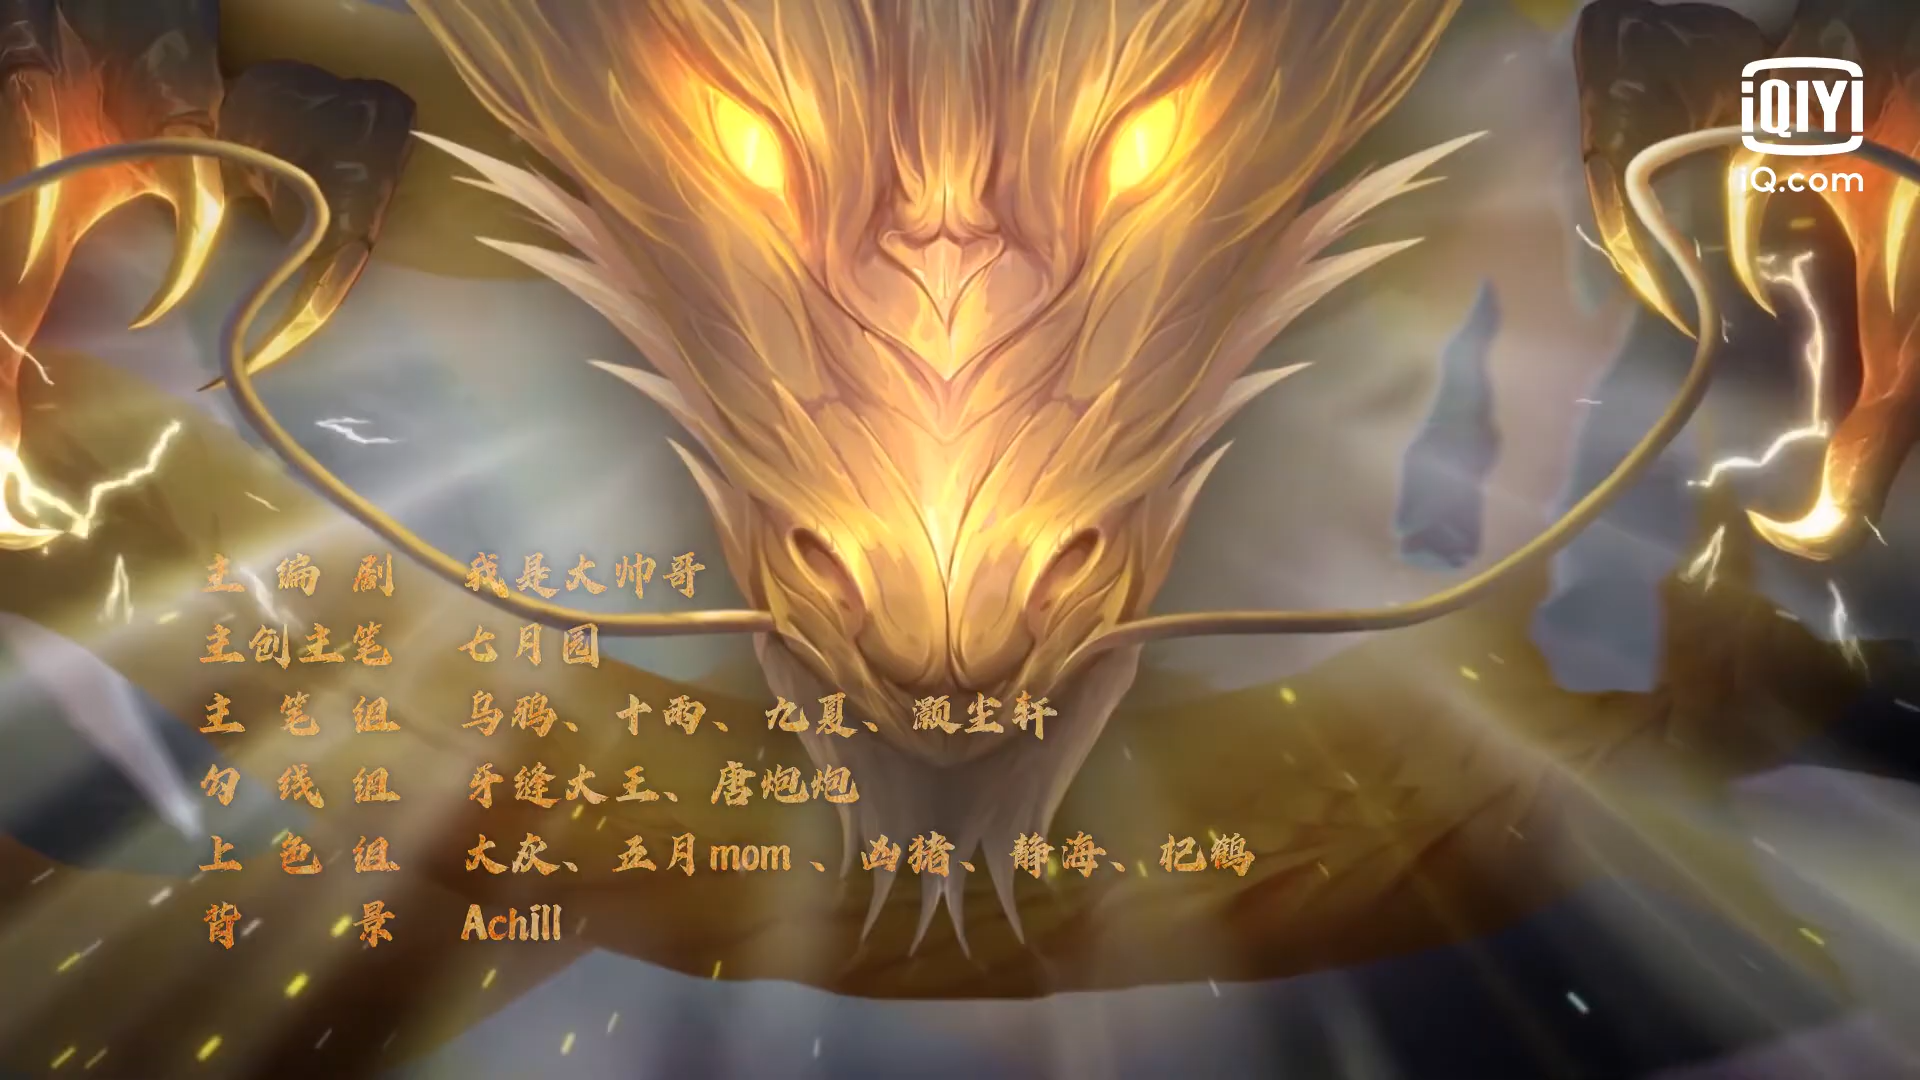 iQIYI
iQ.com
主编剧 我是大帅哥
主创主笔 七月园
主笔组 乌鸦、十雨、九夏、灏尘轩
勾线组 牙缝大王、唐炮炮
上色组 大灰、五月mom、凶猪、静海、杞鹤
背景 Achill